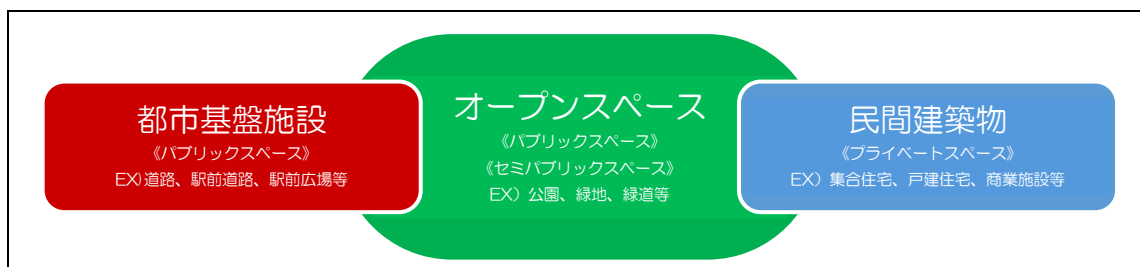 都市基盤施設
《パブリックスペース》
EX)道路、駅前道路、駅前広場等
オープンスペース
《パブリックスペース》
《セミパブリックスペース》
EX）公園、緑地、緑道等
民間建築物
《プライベートスペース》
EX）集合住宅、戸建住宅、商業施設等